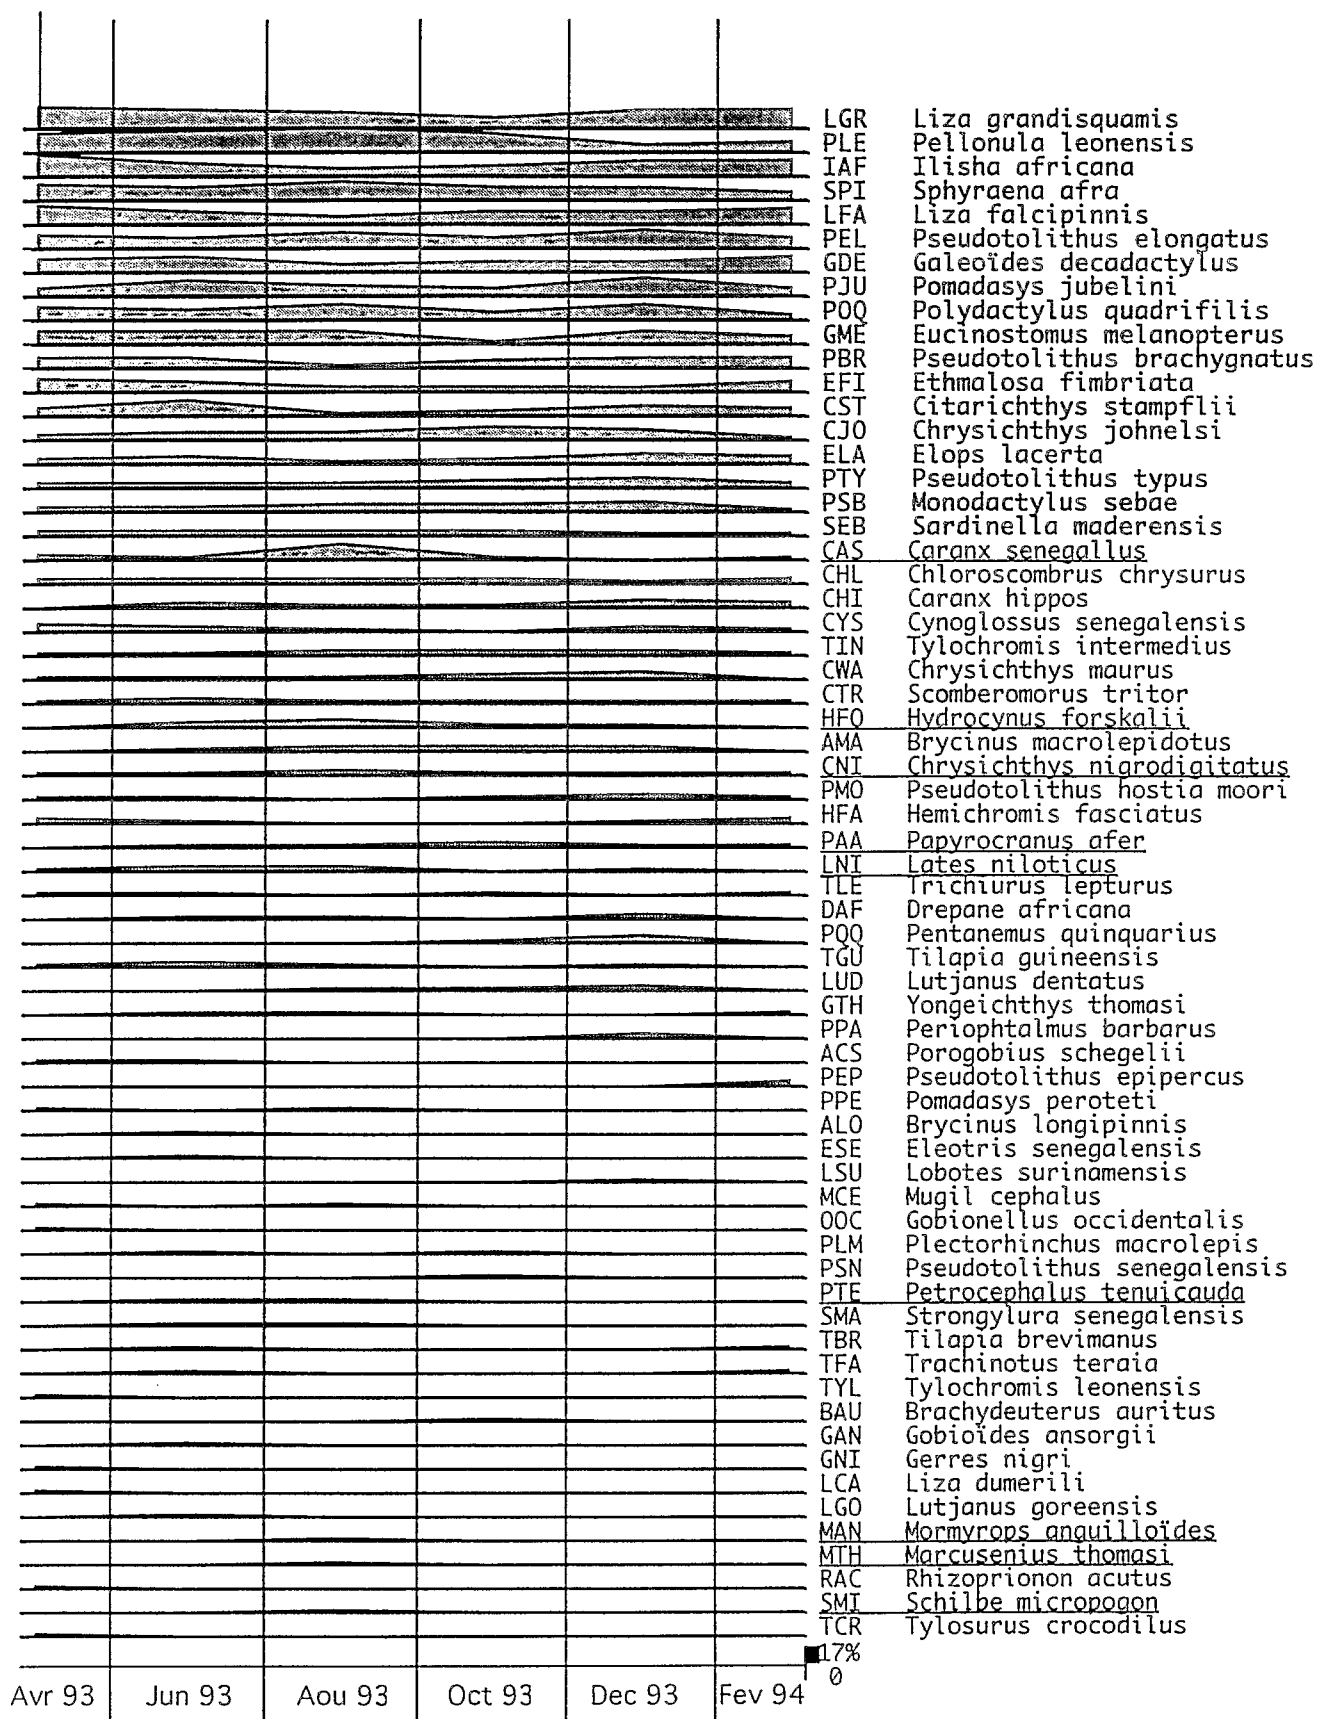 LGR Liza grandisquamis
PLE Pellonula leonensis
IAF Ilisha africana
SPI Sphyraena afra
LFA Liza falcipinnis
PEL Pseudotolithus elongatus
GDE Galeoïdes decadactylus
PJU Pomadasys jubelini
POQ Polydactylus quadrifilis
GME Eucinostomus melanopterus
PBR Pseudotolithus brachygnatus
EFI Ethmalosa fimbriata
CST Citarichthys stampflii
CJO Chrysichthys johnelsi
ELA Elops lacerta
PTY Pseudotolithus typus
PSB Monodactylus sebae
SEB Sardinella maderensis
CAS Caranx senegallus
CHL Chloroscombrus chrysurus
CHI Caranx hippos
CYS Cynoglossus senegalensis
TIN Tylochromis intermedius
CWA Chrysichthys maurus
CTR Scomberomorus tritor
HFO Hydrocynus forskalii
AMA Brycinus macrolepidotus
CNI Chrysichthys nigrodigitatus
PMO Pseudotolithus hostia moori
HFA Hemichromis fasciatus
PAA Papyrocranus afer
LNI Lates niloticus
TLE Trichiurus lepturus
DAF Drepane africana
PQQ Pentanemus quinquarius
TGU Tilapia guineensis
LUD Lutjanus dentatus
GTH Yongeichthys thomasi
PPA Periophtalmus barbarus
ACS Porogobius schegelii
PEP Pseudotolithus epipercus
PPE Pomadasys peroteti
ALO Brycinus longipinnis
ESE Eleotris senegalensis
LSU Lobotes surinamensis
MCE Mugil cephalus
OOC Gobionellus occidentalis
PLM Plectorhinchus macrolepis
PSN Pseudotolithus senegalensis
PTE Petrocephalus tenuicauda
SMA Strongylura senegalensis
TBR Tilapia brevimanus
TFA Trachinotus teraia
TYL Tylochromis leonensis
BAU Brachydeuterus auritus
GAN Gobioïdes ansorgii
GNI Gerres nigri
LCA Liza dumerili
LGO Lutjanus goreensis
MAN Mormyrops anguilloïdes
MTH Marcusenius thomasi
RAC Rhizoprionon acutus
SMI Schilbe micropogon
TCR Tylosurus crocodilus
17%
0
Avr 93 Jun 93 Aou 93 Oct 93 Dec 93 Fev 94